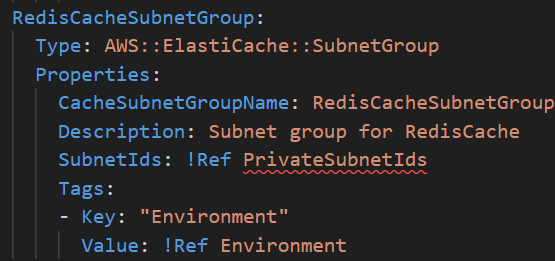 RedisCacheSubnetGroup:
Type: AWS::ElastiCache::SubnetGroup
Properties:
CacheSubnetGroupName: RedisCacheSubnetGroup
Description: Subnet group for RedisCache
SubnetIds: !Ref PrivateSubnetIds
Tags:
- Key: "Environment"
Value: !Ref Environment